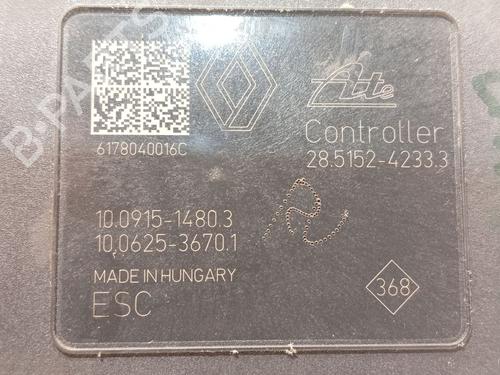 Ate
6178040016C
Controller
28.5152-4233.3
10.0915-1480.3
10.0625-3670.1
MADE IN HUNGARY
ESC
368
B-PARTS